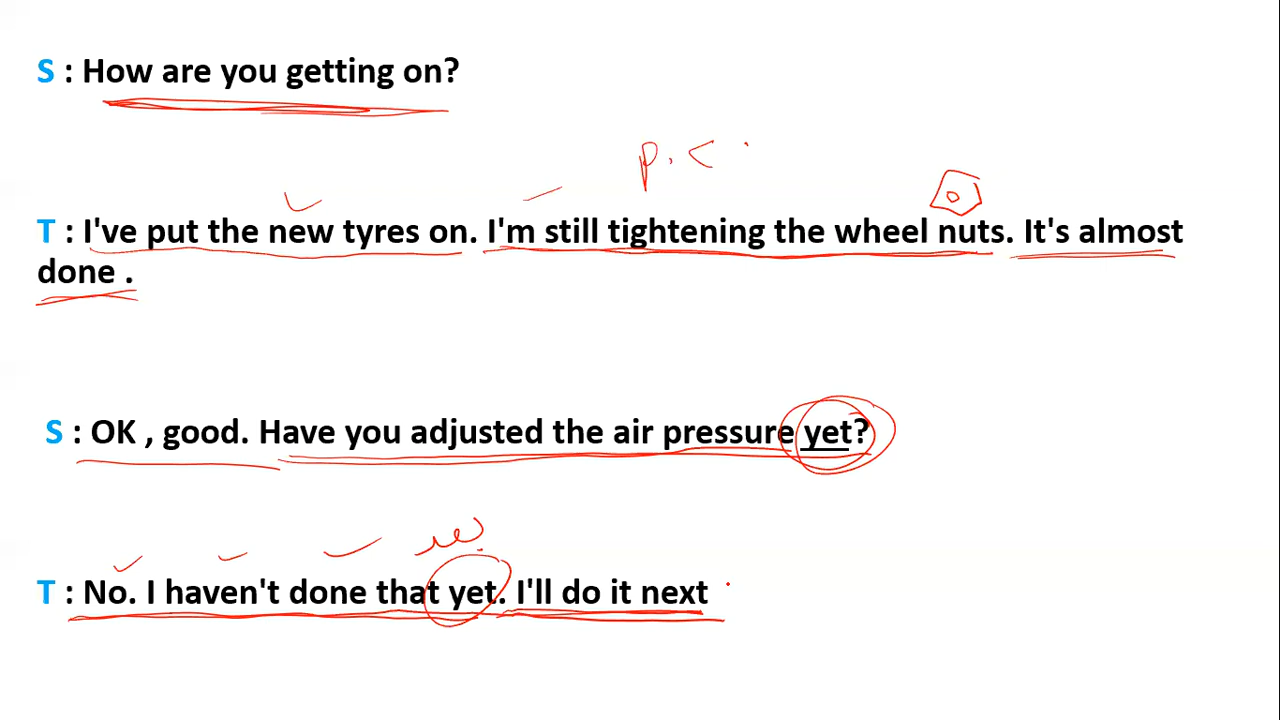 S : How are you getting on?
T : I've put the new tyres on. I'm still tightening the wheel nuts. It's almost
done .
S : OK , good. Have you adjusted the air pressure yet?
T : No. I haven't done that yet. I'll do it next